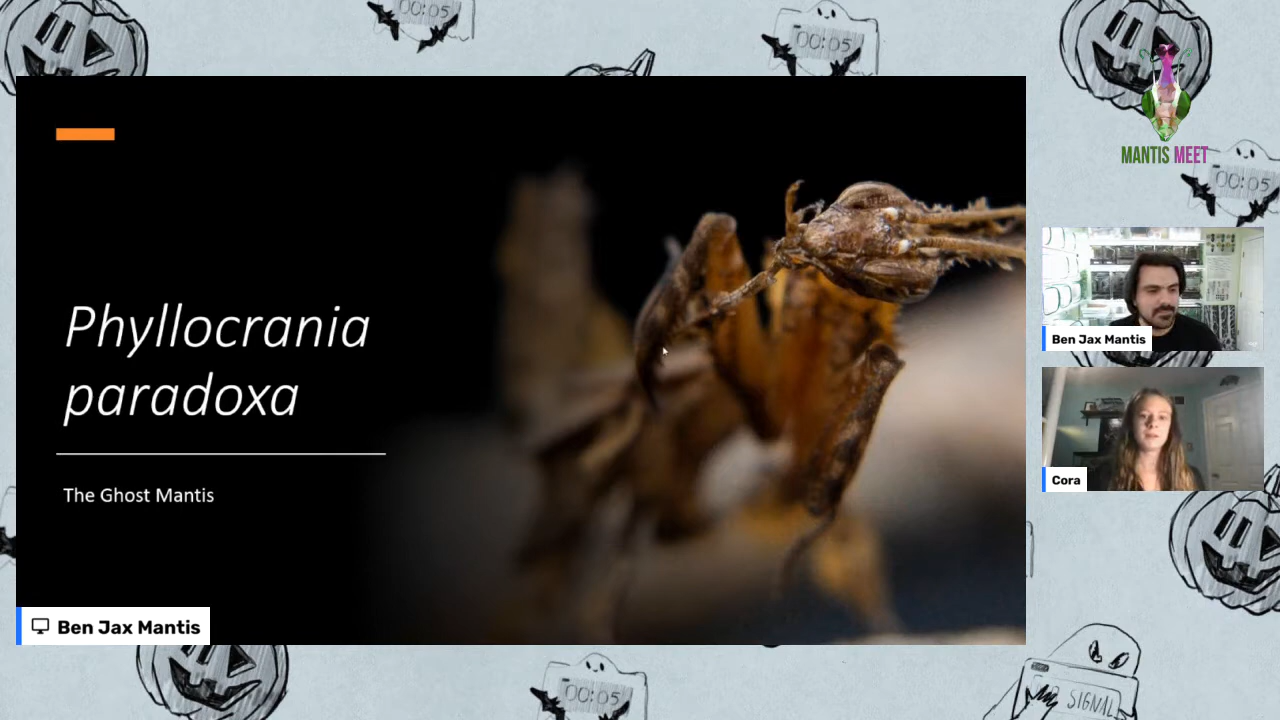 00:05
00:05
MANTIS MEET
00:05
Phyllocrania
paradoxa
The Ghost Mantis
Ben Jax Mantis
Cora
Ben Jax Mantis
00:05
SIGNAL